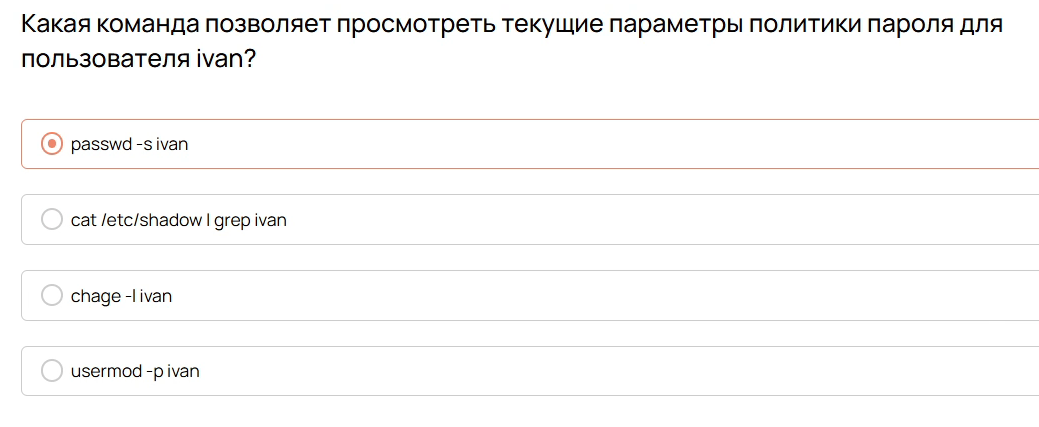 Какая команда позволяет просмотреть текущие параметры политики пароля для
пользователя ivan?
passwd -s ivan
cat /etc/shadow | grep ivan
chage -l ivan
usermod -p ivan